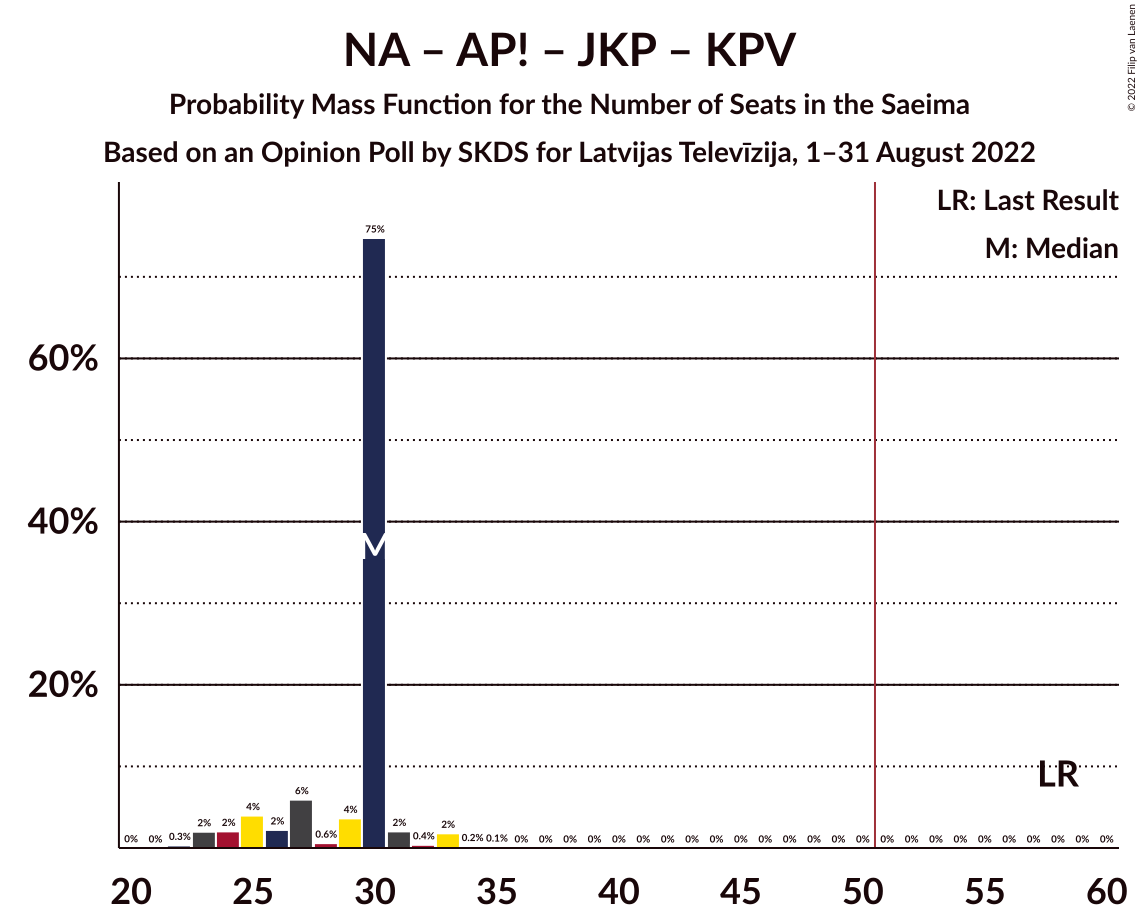 NA – AP! – JKP – KPV
Probability Mass Function for the Number of Seats in the Saeima
Based on an Opinion Poll by SKDS for Latvijas Televīzija, 1–31 August 2022
© 2022 Filip van Laenen
LR: Last Result
M: Median
60%
40%
20%
0% 0% 0.3% 2% 2% 4% 2% 6% 0.6% 4% 75% 2% 0.4% 2% 0.2% 0.1% 0% 0% 0% 0% 0% 0% 0% 0% 0% 0% 0% 0% 0% 0% 0% 0% 0% 0% 0% 0% 0% 0% 0% 0% 0%
M
LR
20 25 30 35 40 45 50 55 60